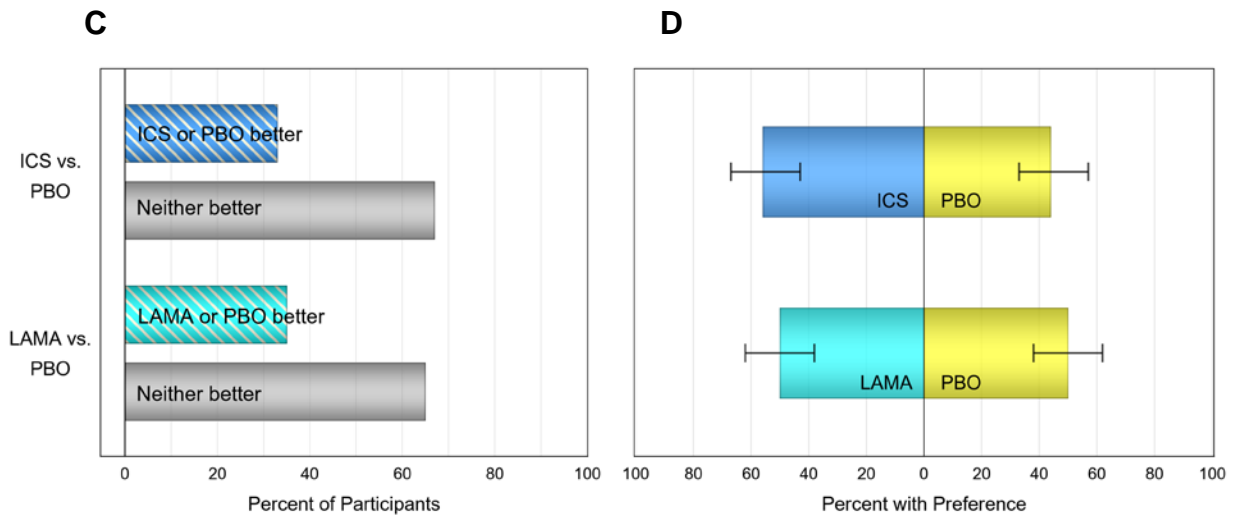 C
D
ICS vs.
PBO
ICS or PBO better
Neither better
LAMA vs.
PBO
LAMA or PBO better
Neither better
0 20 40 60 80 100
Percent of Participants
ICS PBO
LAMA PBO
100 80 60 40 20 0 20 40 60 80 100
Percent with Preference